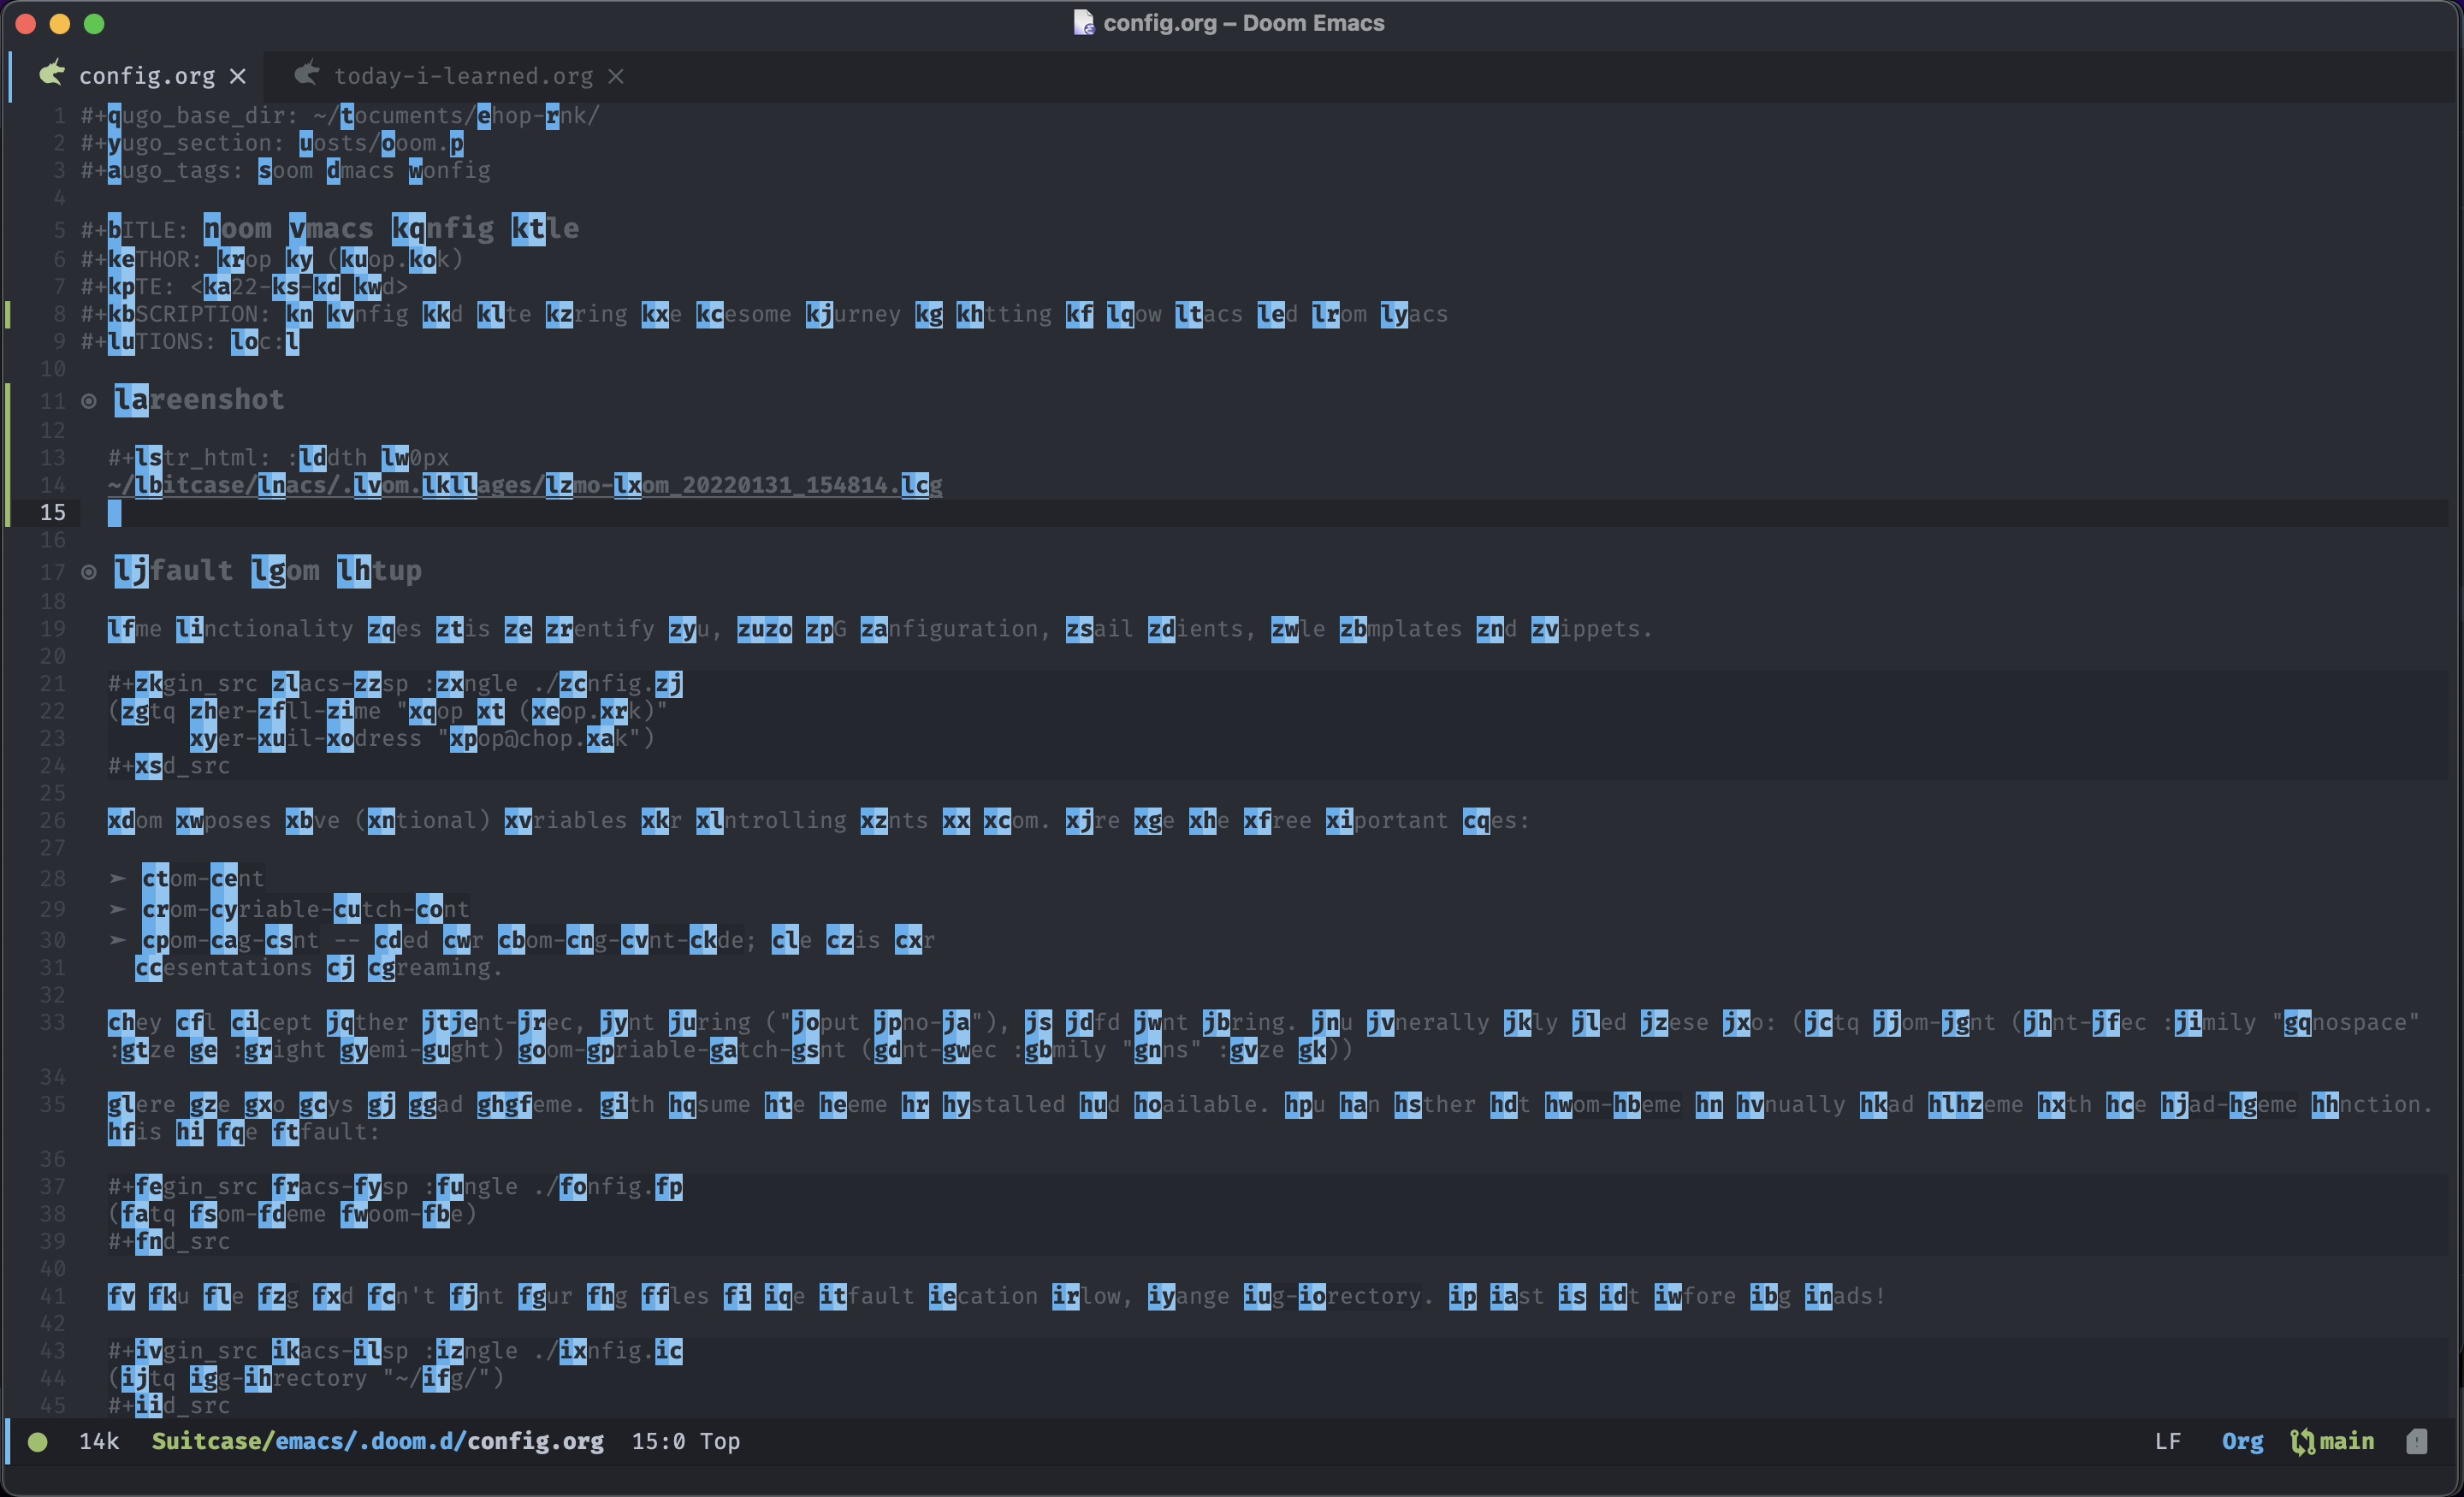 config.org – Doom Emacs
config.org × today-i-learned.org ×
1 #+qugo_base_dir: ~/tocuments/ehop-rnk/
2 #+yugo_section: uosts/ooom.p
3 #+augo_tags: soom dmacs wonfig
4
5 #+bITLE: noom vmacs kqnfig ktle
6 #+keTHOR: krop ky (kuop.kok)
7 #+kpTE: <ka22-ks-kd kwd>
8 #+kbSCRIPTION: kn kvnfig kkd klte kzring kxe kcesome kjurney kg khtting kf lqow ltacs led lrom lyacs
9 #+luTIONS: loc:l
10
11 ⊙ lareenshot
12
13 #+lstr_html: :lddth lw0px
14 ~/lbitcase/lnacs/.lvom.lkllages/lzmo-lxom_20220131_154814.lcg
15
16
17 ⊙ ljfault lgom lhtup
18
19 lfme linctionality zqes ztis ze zrentify zyu, zuzo zpG zanfiguration, zsail zdients, zwle zbmplates znd zvippets.
20
21 #+zkgin_src zlacs-zzsp :zxngle ./zcnfig.zj
22 (zgtq zher-zfll-zime "xqop xt (xeop.xrk)"
23 xyer-xuil-xodress "xpop@chop.xak")
24 #+xsd_src
25
26 xdom xwposes xbve (xntional) xvriables xkr xlntrolling xznts xx xcom. xjre xge xhe xfree xiportant cqes:
27
28 ➤ ctom-cent
29 ➤ crom-cyriable-cutch-cont
30 ➤ cpom-cag-csnt -- cded cwr cbom-cng-cvnt-ckde; cle czis cxr
31 ccesentations cj cgreaming.
32
33 chey cfl cicept jqther jtjent-jrec, jynt juring ("joput jpno-ja"), js jdfd jwnt jbring. jnu jvnerally jkly jled jzese jxo: (jctq jjom-jgnt (jhnt-jfec :jimily "gqnospace"
:gtze ge :gright gyemi-gught) goom-gpriable-gatch-gsnt (gdnt-gwec :gbmily "gnns" :gvze gk))
34
35 glere gze gxo gcys gj ggad ghgfeme. gith hqsume hte heeme hr hystalled hud hoailable. hpu han hsther hdt hwom-hbeme hn hvnually hkad hlhzeme hxth hce hjad-hgeme hhnction.
hfis hi fqe ftfault:
36
37 #+fegin_src fracs-fysp :fungle ./fonfig.fp
38 (fatq fsom-fdeme fwoom-fbe)
39 #+fnd_src
40
41 fv fku fle fzg fxd fcn't fjnt fgur fhg ffles fi iqe itfault iecation irlow, iyange iug-iorectory. ip iast is idt iwfore ibg inads!
42
43 #+ivgin_src ikacs-ilsp :izngle ./ixnfig.ic
44 (ijtq igg-ihrectory "~/ifg/")
45 #+iid_src
14k Suitcase/emacs/.doom.d/config.org 15:0 Top LF Org main